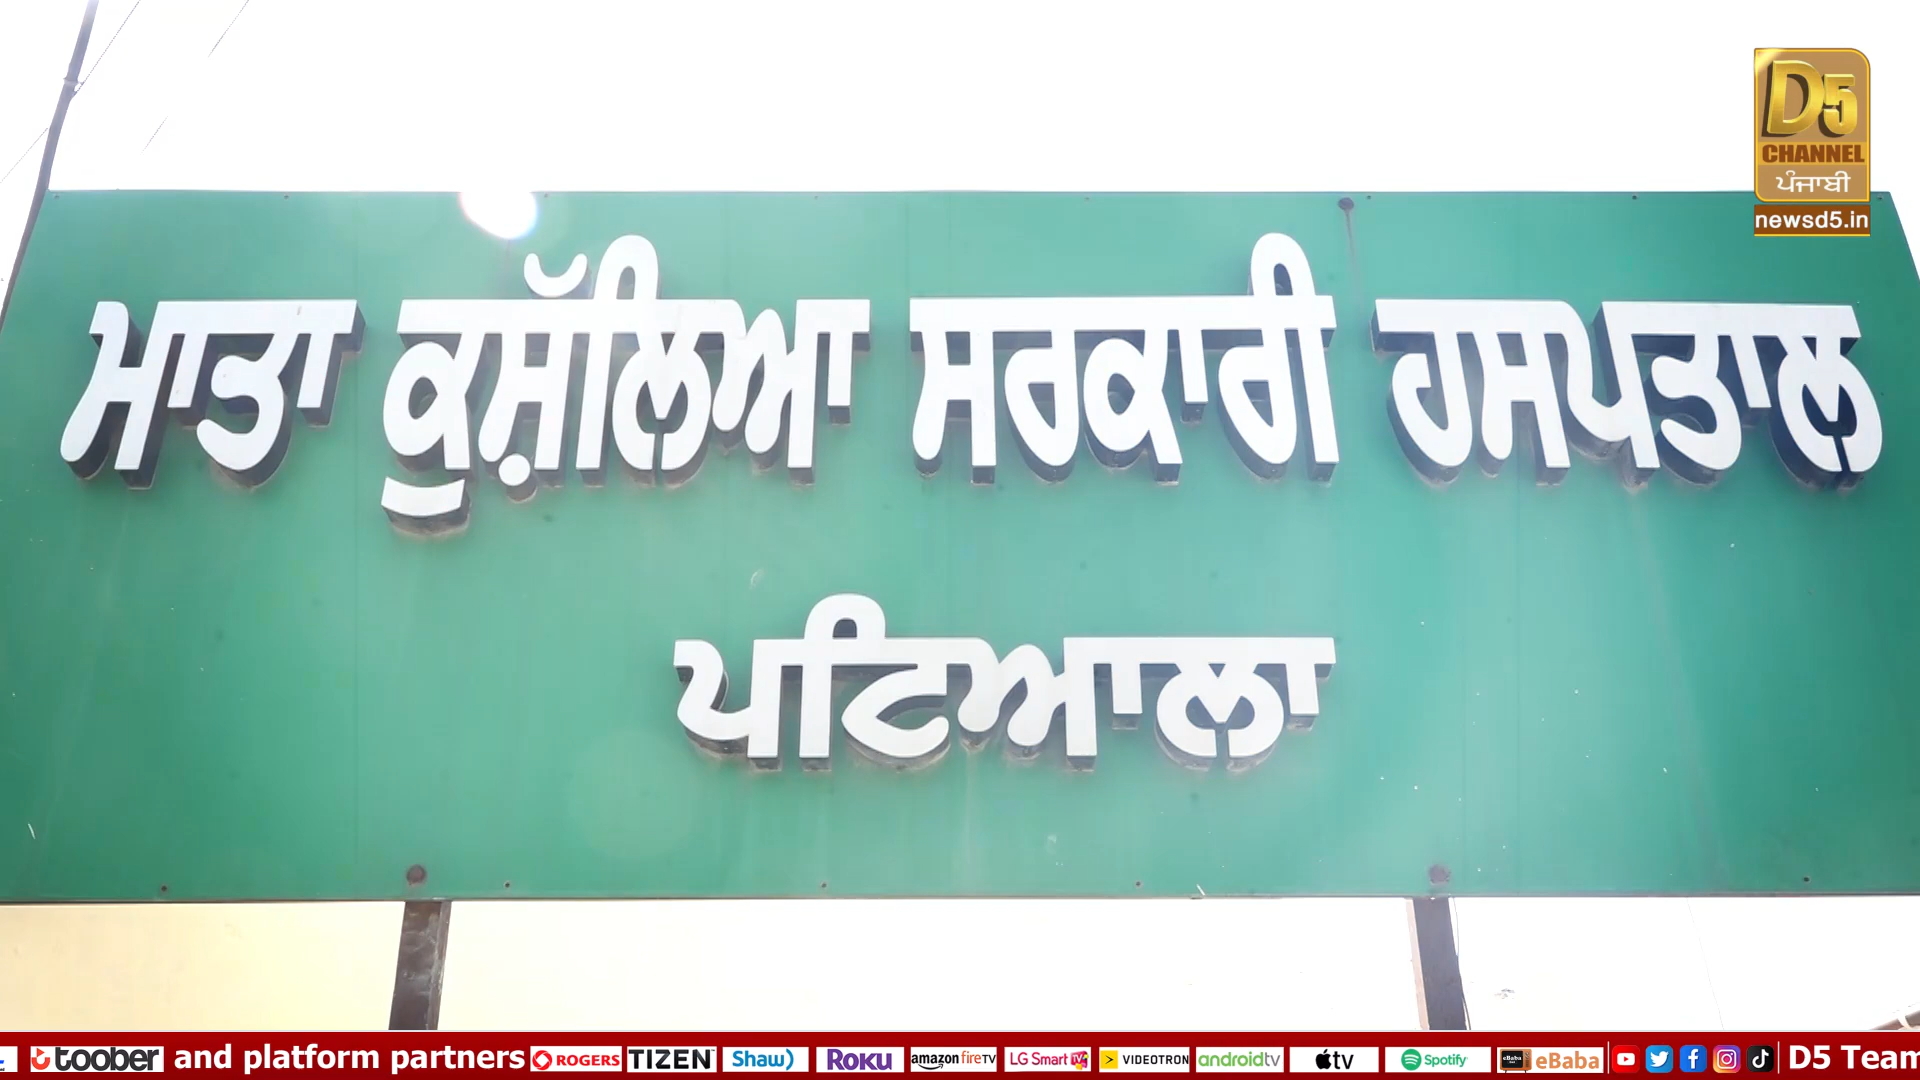 D5
CHANNEL
ਪੰਜਾਬੀ
newsd5.in
ਮਾਤਾ ਕੁਸ਼ੱਲਿਆ ਸਰਕਾਰੀ ਹਸਪਤਾਲ
ਪਟਿਆਲਾ
toober and platform partners ROGERS TIZEN Shaw) ROKU amazon fireTV LG Smart TV VIDEOTRON androidtv tv Spotify eBaba eBaba D5 Team